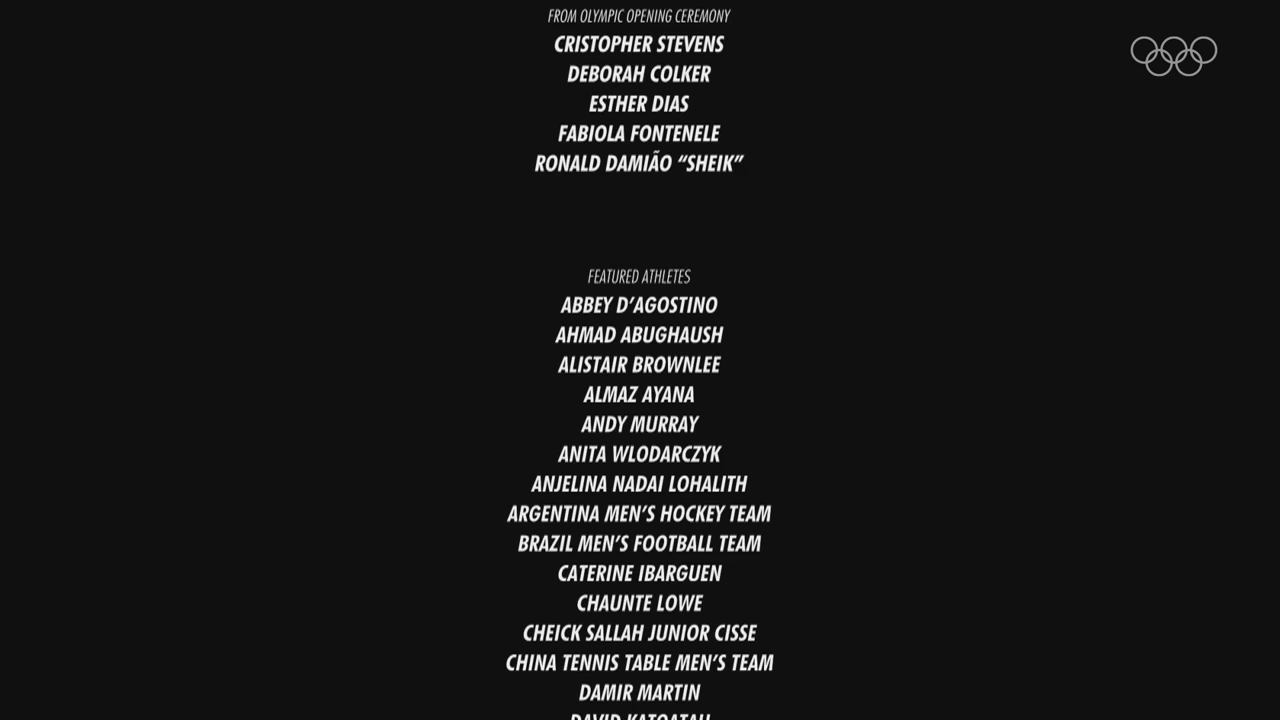 FROM OLYMPIC OPENING CEREMONY
CRISTOPHER STEVENS
DEBORAH COLKER
ESTHER DIAS
FABIOLA FONTENELE
RONALD DAMIÃO “SHEIK”
FEATURED ATHLETES
ABBEY D’AGOSTINO
AHMAD ABUGHAUSH
ALISTAIR BROWNLEE
ALMAZ AYANA
ANDY MURRAY
ANITA WLODARCZYK
ANJELINA NADAI LOHALITH
ARGENTINA MEN’S HOCKEY TEAM
BRAZIL MEN’S FOOTBALL TEAM
CATERINE IBARGUEN
CHAUNTE LOWE
CHEICK SALLAH JUNIOR CISSE
CHINA TENNIS TABLE MEN’S TEAM
DAMIR MARTIN
DAVID KATOATAU